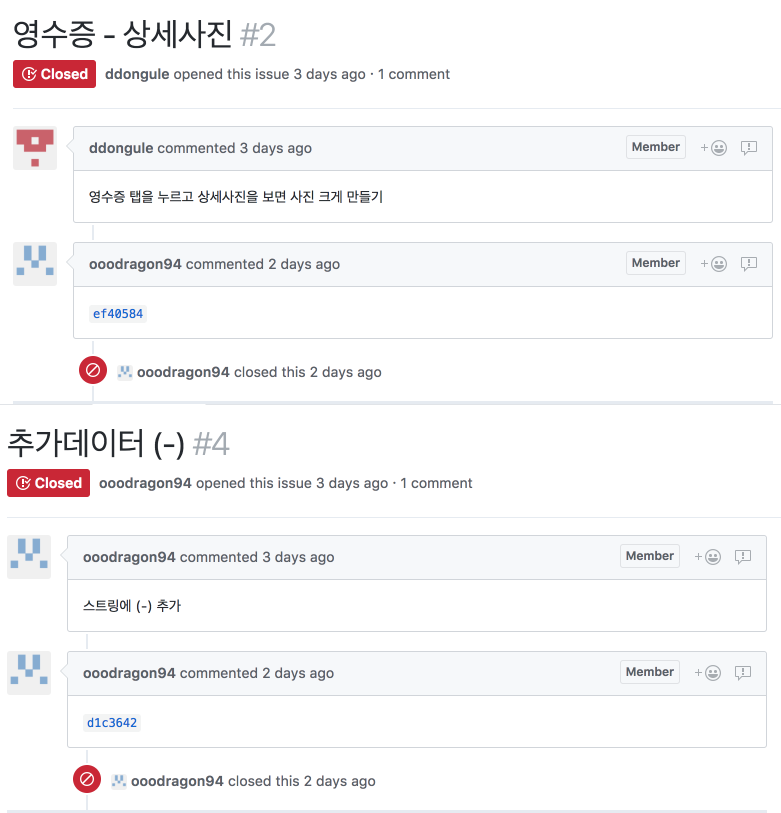 영수증 - 상세사진 #2
Closed ddongule opened this issue 3 days ago · 1 comment
ddongule commented 3 days ago Member
영수증 탭을 누르고 상세사진을 보면 사진 크게 만들기
ooodragon94 commented 2 days ago Member
ef40584
ooodragon94 closed this 2 days ago
추가데이터 (-) #4
Closed ooodragon94 opened this issue 3 days ago · 1 comment
ooodragon94 commented 3 days ago Member
스트링에 (-) 추가
ooodragon94 commented 2 days ago Member
d1c3642
ooodragon94 closed this 2 days ago